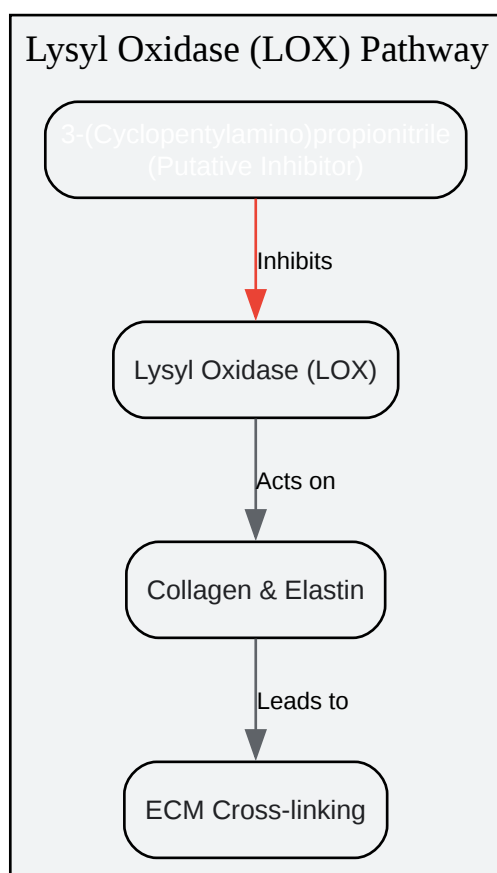 Lysyl Oxidase (LOX) Pathway
3-(Cyclopentylamino)propionitrile
(Putative Inhibitor)
Inhibits
Lysyl Oxidase (LOX)
Acts on
Collagen & Elastin
Leads to
ECM Cross-linking